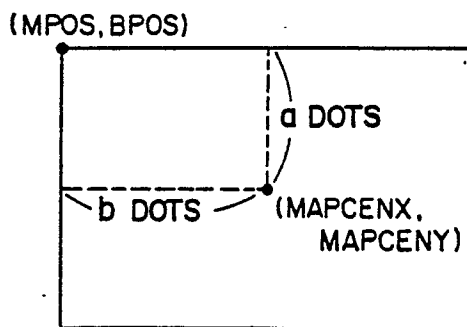 (MPOS, BPOS)
a DOTS
b DOTS
(MAPCENX,
MAPCENY)